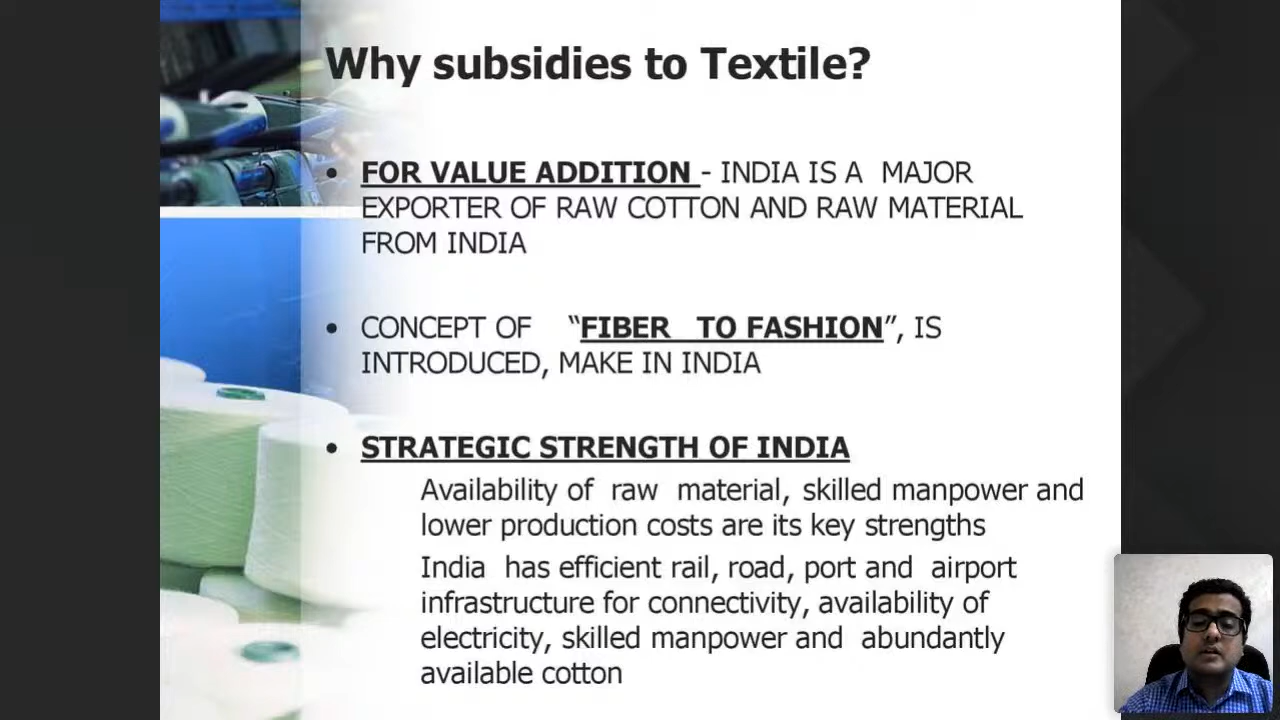 Why subsidies to Textile?
• FOR VALUE ADDITION - INDIA IS A MAJOR
EXPORTER OF RAW COTTON AND RAW MATERIAL
FROM INDIA
• CONCEPT OF “FIBER TO FASHION”, IS
INTRODUCED, MAKE IN INDIA
• STRATEGIC STRENGTH OF INDIA
Availability of raw material, skilled manpower and
lower production costs are its key strengths
India has efficient rail, road, port and airport
infrastructure for connectivity, availability of
electricity, skilled manpower and abundantly
available cotton